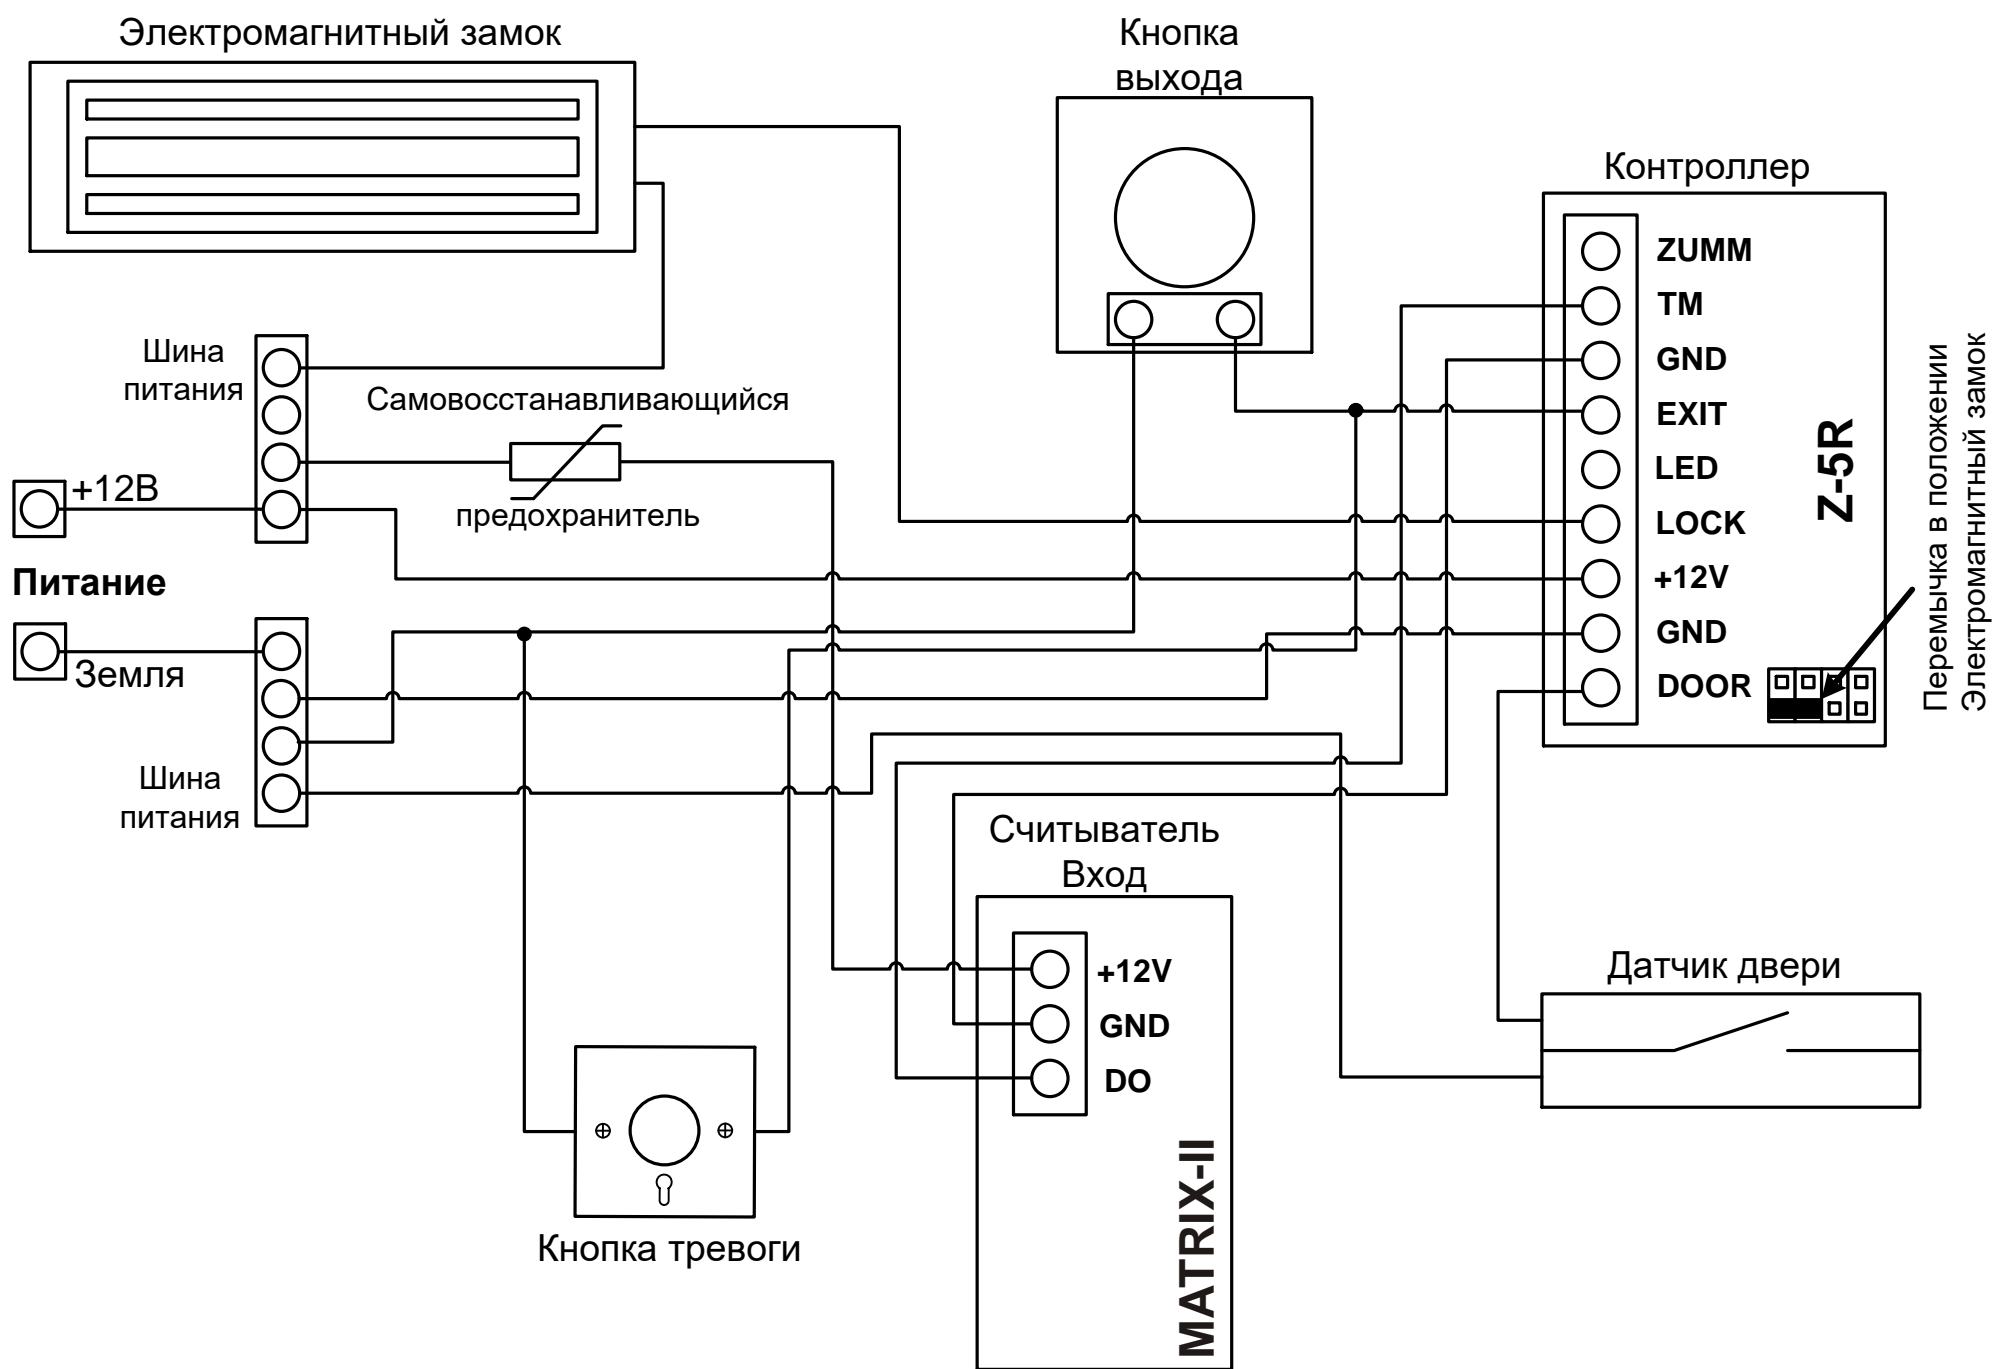 Электромагнитный замок
Кнопка
выхода
Контроллер
ZUMM
TM
GND
EXIT
LED
LOCK
+12V
GND
DOOR
Z-5R
Перемычка в положении
Электромагнитный замок
Шина
питания
Самовосстанавливающийся
предохранитель
+12В
Питание
Земля
Шина
питания
Считыватель
Вход
+12V
GND
DO
MATRIX-II
Датчик двери
Кнопка тревоги